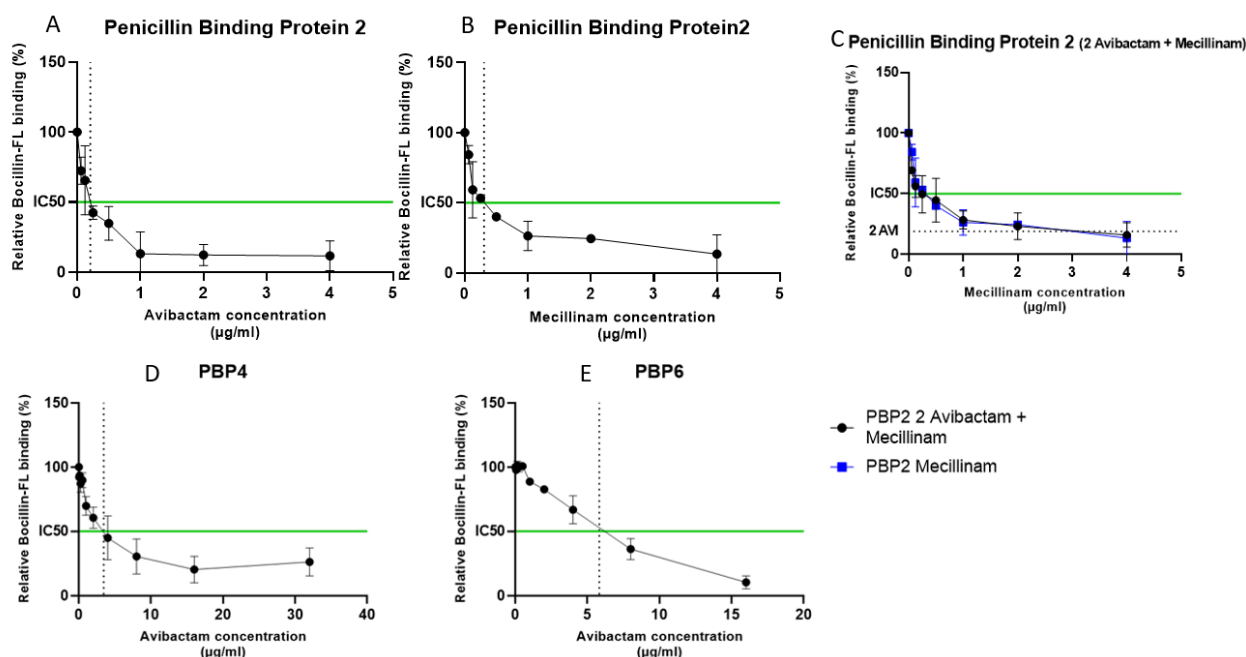 A
Penicillin Binding Protein 2
Relative Bocillin-FL binding (%)
150
100
IC50
0
0 1 2 3 4 5
Avibactam concentration
(µg/ml)
B
Penicillin Binding Protein2
Relative Bocillin-FL binding (%)
150
100
IC50
0
0 1 2 3 4 5
Mecillinam concentration
(µg/ml)
C Penicillin Binding Protein 2 (2 Avibactam + Mecillinam)
Relative Bocillin-FL binding (%)
150
100
IC50
2 AVI
0
0 1 2 3 4 5
Mecillinam concentration
(µg/ml)
D PBP4
Relative Bocillin-FL binding (%)
150
100
IC50
0
0 10 20 30 40
Avibactam concentration
(µg/ml)
E PBP6
Relative Bocillin-FL binding (%)
150
100
IC50
0
0 5 10 15 20
Avibactam concentration
(µg/ml)
PBP2 2 Avibactam +
Mecillinam
PBP2 Mecillinam